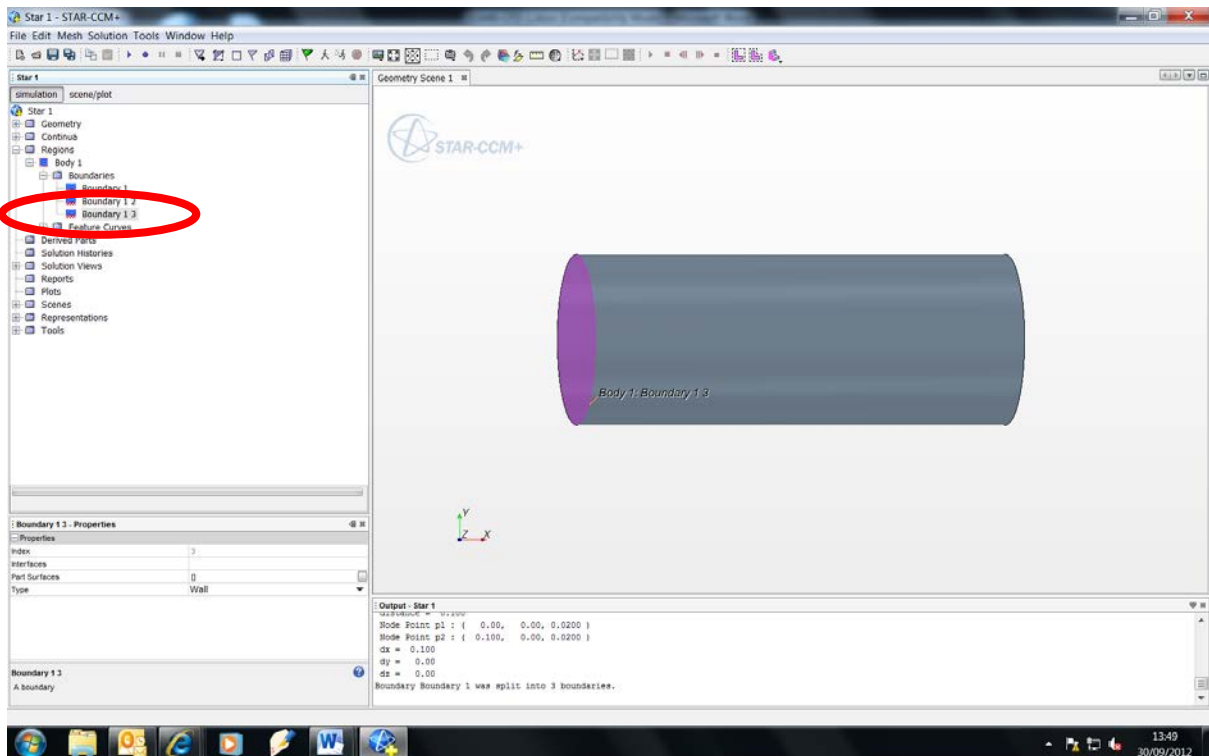 Star 1 - STAR-CCM+
File Edit Mesh Solution Tools Window Help
Star 1
simulation scene/plot
Star 1
Geometry
Continua
Regions
Body 1
Boundaries
Boundary 1
Boundary 1 2
Boundary 1 3
Feature Curves
Derived Parts
Solution Histories
Solution Views
Reports
Plots
Scenes
Representations
Tools
Boundary 1 3 - Properties
Properties
Index 3
Interfaces
Part Surfaces []
Type Wall
Boundary 1 3
A boundary
Geometry Scene 1
STAR-CCM+
Body 1: Boundary 1 3
Y
Z X
Output - Star 1
distance = 0.100
Node Point p1 : ( 0.00, 0.00, 0.0200 )
Node Point p2 : ( 0.100, 0.00, 0.0200 )
dx = 0.100
dy = 0.00
dz = 0.00
Boundary Boundary 1 was split into 3 boundaries.
13:49
30/09/2012